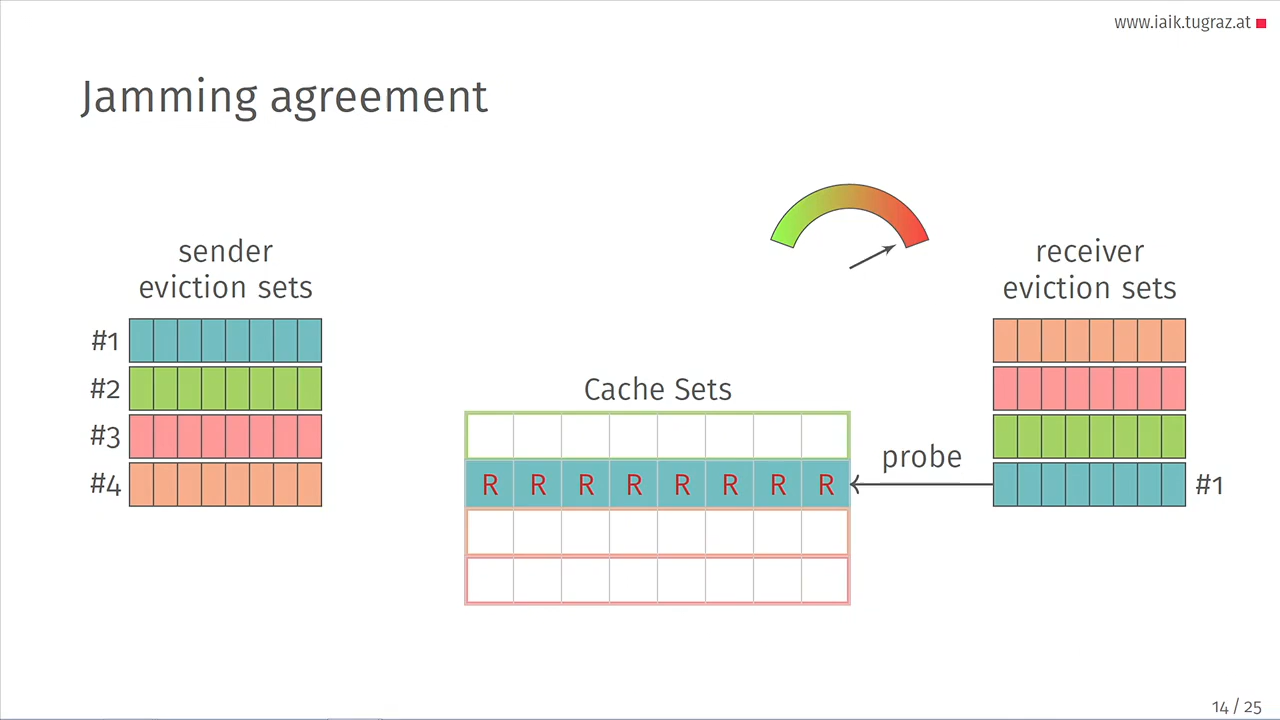 www.iaik.tugraz.at
Jamming agreement
sender
eviction sets
#1
#2
#3
#4
Cache Sets
R R R R R R R R
probe
receiver
eviction sets
#1
14 / 25